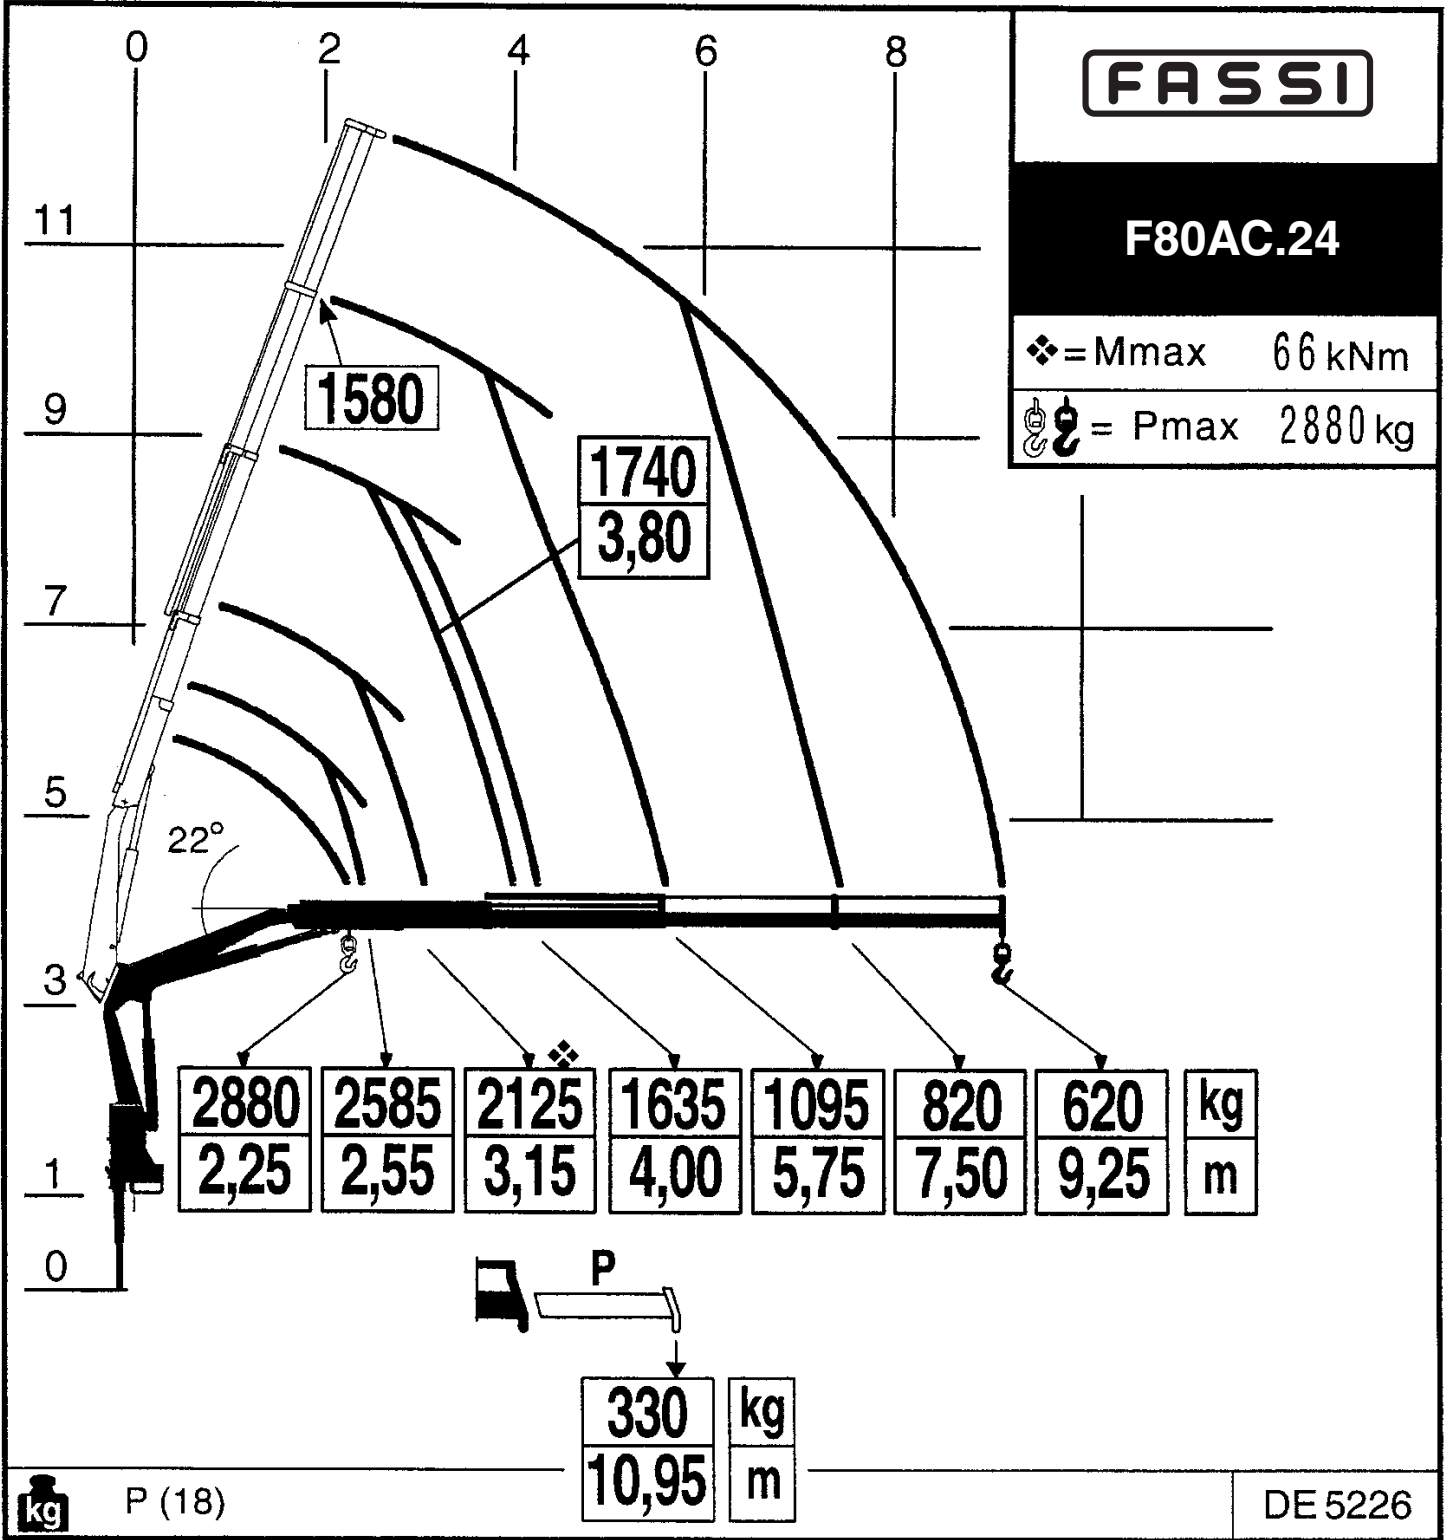 0 2 4 6 8
FASSI
F80AC.24
❖=Mmax 66 kNm
= Pmax 2880 kg
11
9
7
5
3
1
0
1580
1740
3,80
22°
❖
2880 2585 2125 1635 1095 820 620 kg
2,25 2,55 3,15 4,00 5,75 7,50 9,25 m
P
330 kg
10,95 m
kg P (18) DE 5226